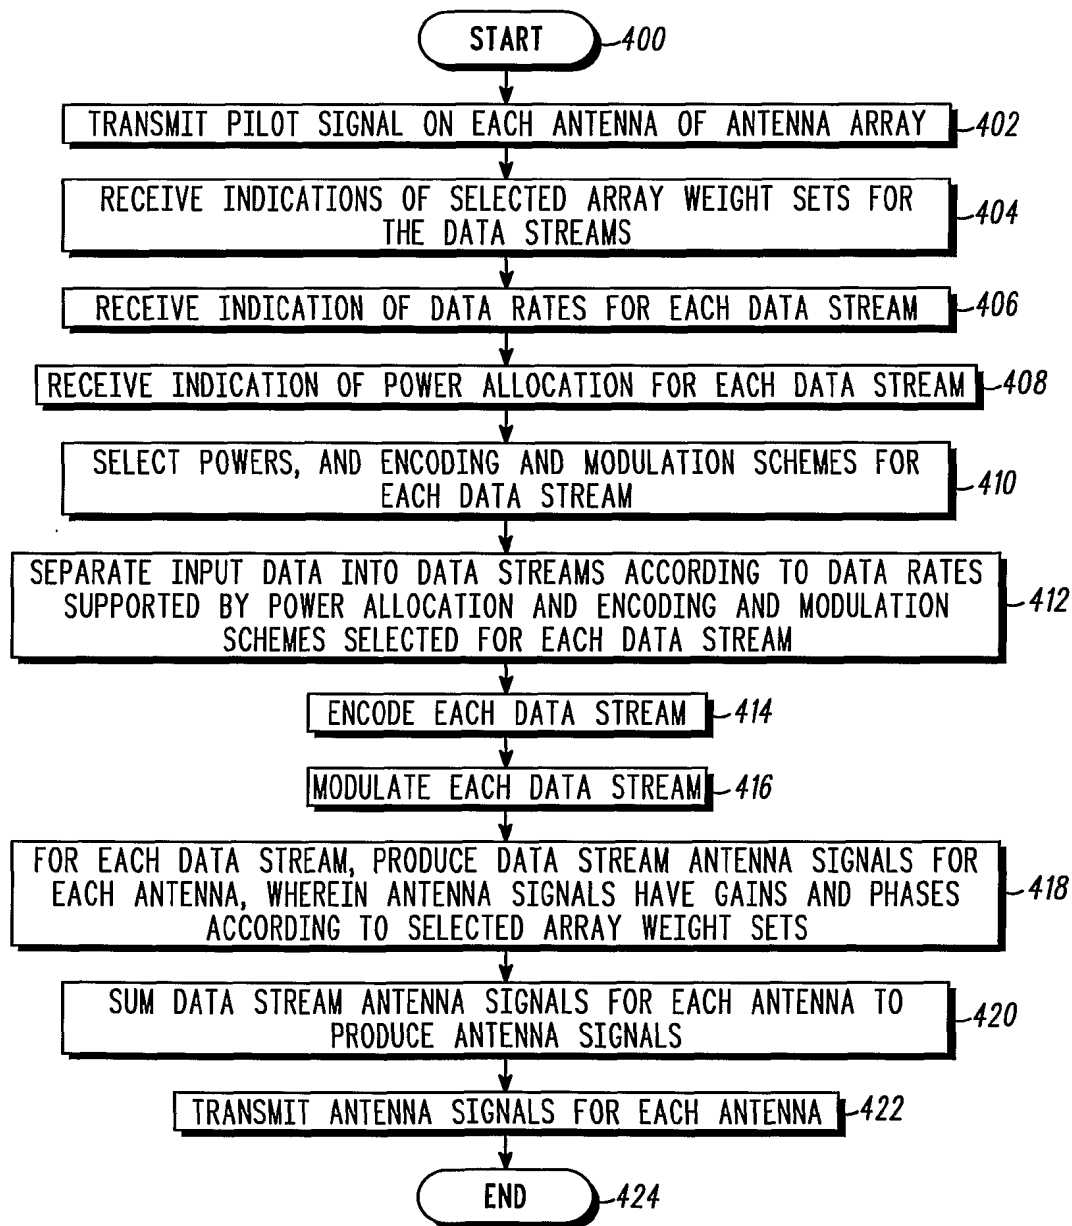 START 400
TRANSMIT PILOT SIGNAL ON EACH ANTENNA OF ANTENNA ARRAY 402
RECEIVE INDICATIONS OF SELECTED ARRAY WEIGHT SETS FOR
THE DATA STREAMS 404
RECEIVE INDICATION OF DATA RATES FOR EACH DATA STREAM 406
RECEIVE INDICATION OF POWER ALLOCATION FOR EACH DATA STREAM 408
SELECT POWERS, AND ENCODING AND MODULATION SCHEMES FOR
EACH DATA STREAM 410
SEPARATE INPUT DATA INTO DATA STREAMS ACCORDING TO DATA RATES
SUPPORTED BY POWER ALLOCATION AND ENCODING AND MODULATION 412
SCHEMES SELECTED FOR EACH DATA STREAM
ENCODE EACH DATA STREAM 414
MODULATE EACH DATA STREAM 416
FOR EACH DATA STREAM, PRODUCE DATA STREAM ANTENNA SIGNALS FOR
EACH ANTENNA, WHEREIN ANTENNA SIGNALS HAVE GAINS AND PHASES 418
ACCORDING TO SELECTED ARRAY WEIGHT SETS
SUM DATA STREAM ANTENNA SIGNALS FOR EACH ANTENNA TO
PRODUCE ANTENNA SIGNALS 420
TRANSMIT ANTENNA SIGNALS FOR EACH ANTENNA 422
END 424